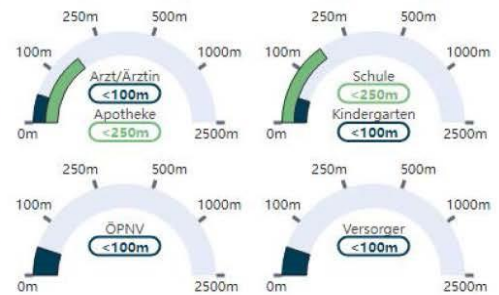 250m 500m
100m 1000m
Arzt/Ärztin
<100m
Apotheke
<250m
0m 2500m
250m 500m
100m 1000m
Schule
<250m
Kindergarten
<100m
0m 2500m
250m 500m
100m 1000m
ÖPNV
<100m
0m 2500m
250m 500m
100m 1000m
Versorger
<100m
0m 2500m